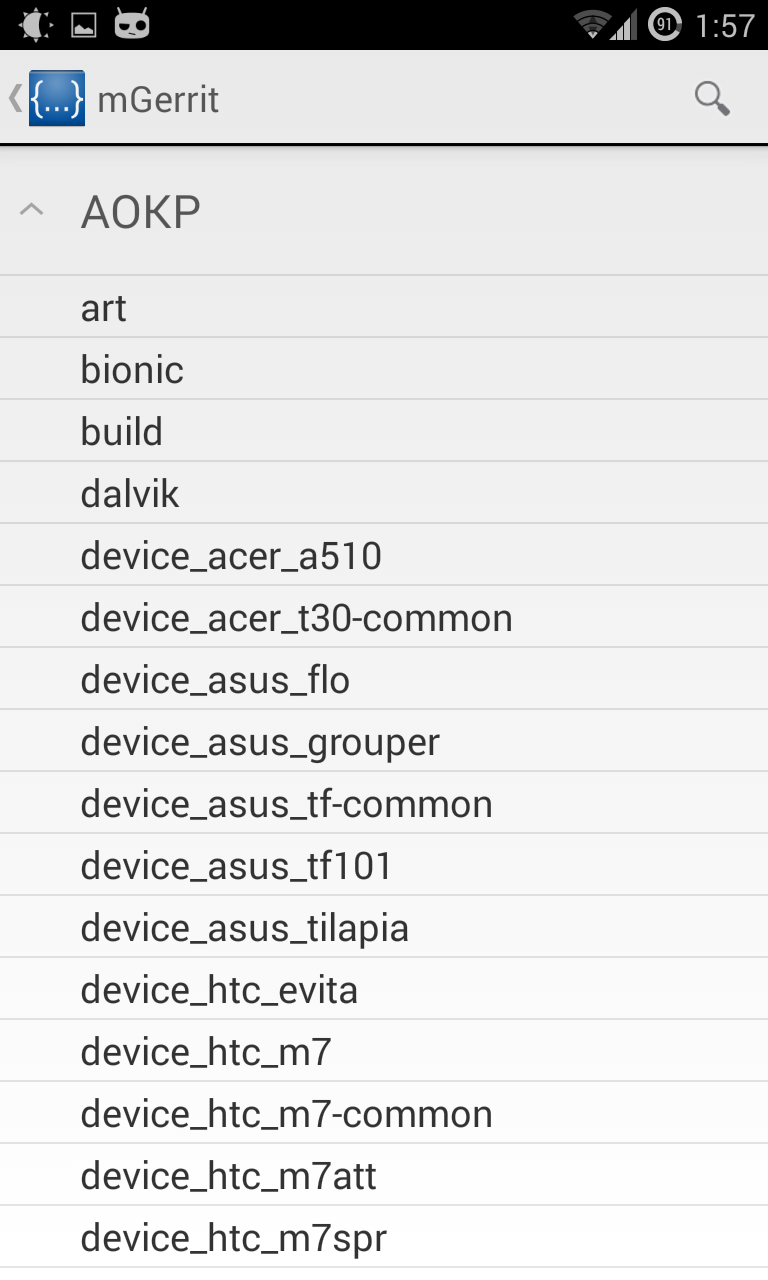 91 1:57
{...} mGerrit
AOKP
art
bionic
build
dalvik
device_acer_a510
device_acer_t30-common
device_asus_flo
device_asus_grouper
device_asus_tf-common
device_asus_tf101
device_asus_tilapia
device_htc_evita
device_htc_m7
device_htc_m7-common
device_htc_m7att
device_htc_m7spr